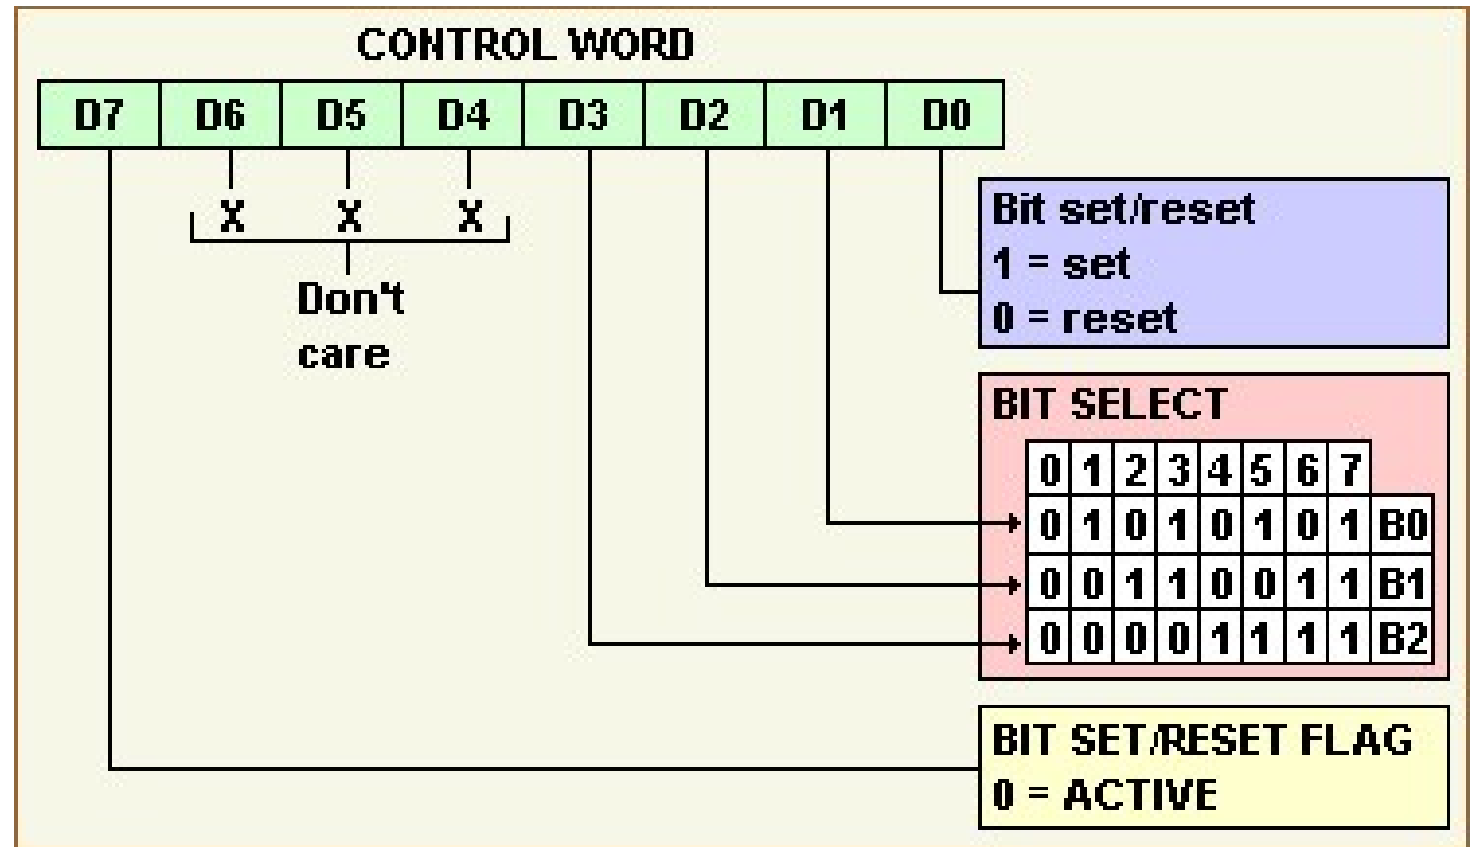 CONTROL WORD
D7 D6 D5 D4 D3 D2 D1 D0
X X X
Don't
care
Bit set/reset
1 = set
0 = reset
BIT SELECT
0 1 2 3 4 5 6 7
0 1 0 1 0 1 0 1 B0
0 0 1 1 0 0 1 1 B1
0 0 0 0 1 1 1 1 B2
BIT SET/RESET FLAG
0 = ACTIVE